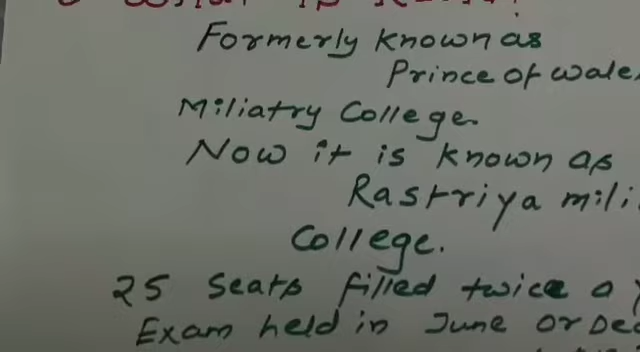 Formerly known as
Prince of wale
Miliatry College.
Now it is known as
Rastriya mili
College.
25 Seats filled twice a y
Exam held in June or Dec